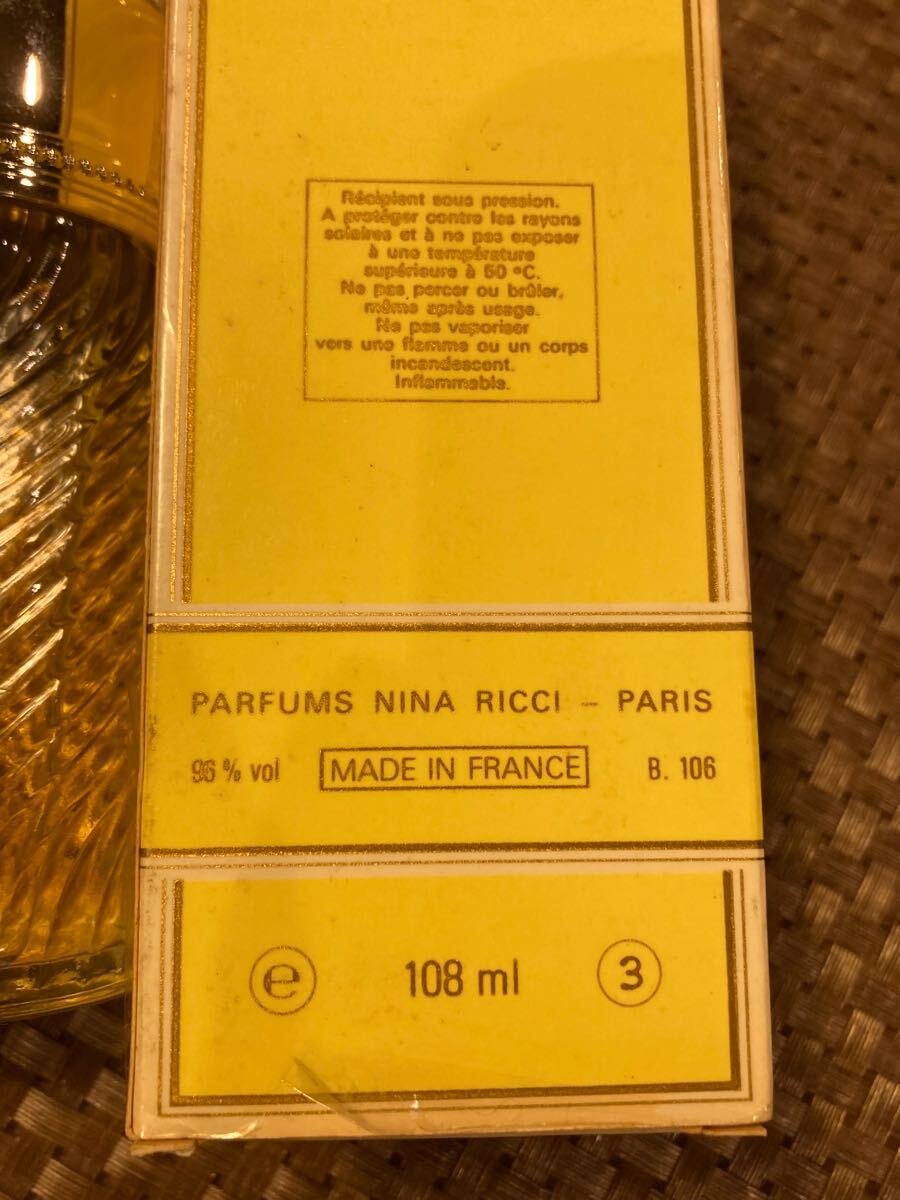 Récipient sous pression.
A protéger contre les rayons
solaires et à ne pas exposer
à une température
supérieure à 50 °C.
Ne pas percer ou brûler,
même après usage.
Ne pas vaporiser
vers une flamme ou un corps
incandescent.
Inflammable.
PARFUMS NINA RICCI – PARIS
96 % vol MADE IN FRANCE B. 106
e 108 ml 3